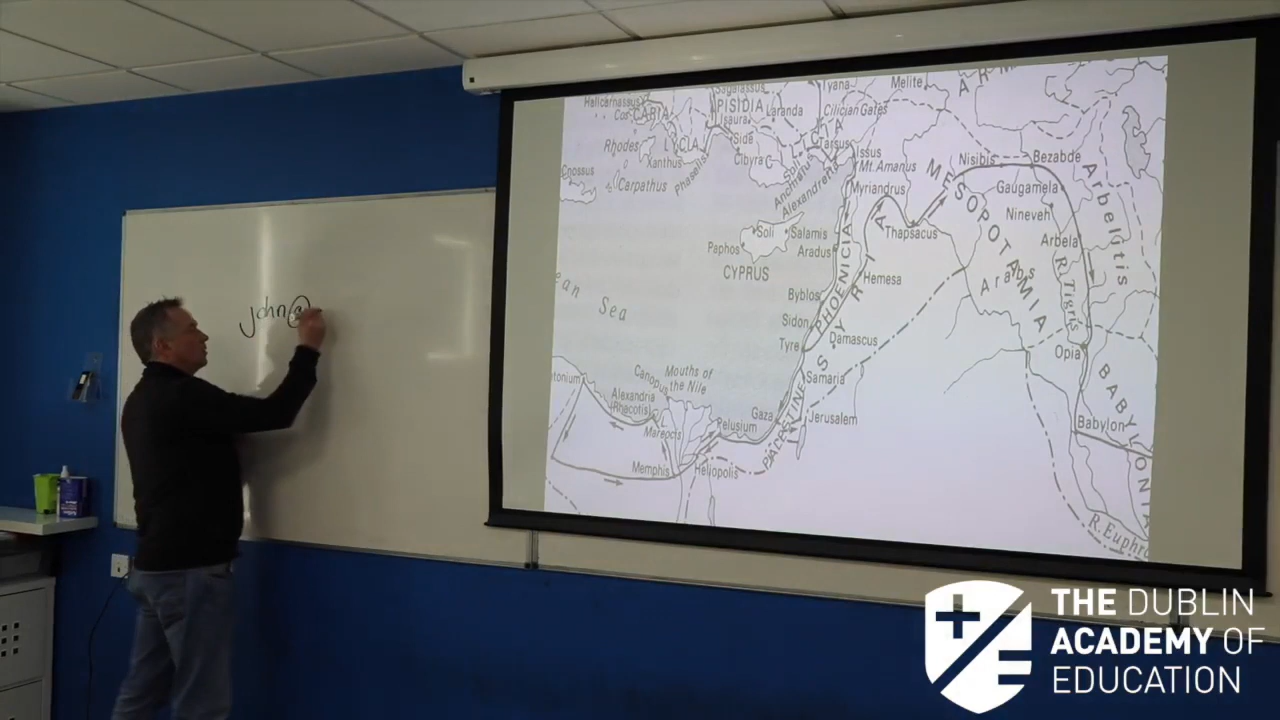 john@
Halicarnassus
Cos
CARIA
Sagalassus
PISIDIA
Isaura
Laranda
Tyana
Cilician Gates
Melite
Rhodes
LYCIA
Xanthus
Side
Cibyra
Phaselis
Soli
Anchialus
Tarsus
Issus
Mt. Amanus
Alexandretta
Myriandrus
Nisibis
Bezabde
Cnossus
Carpathus
MESOPOTAMIA
Gaugamela
Nineveh
Arbela
Arbelitis
Soli
Salamis
Paphos
CYPRUS
Aradus
Thapsacus
Arabs
R. Tigris
PHOENICIA
SYRIA
Hemesa
Byblos
Sidon
Tyre
Damascus
Opia
Sea
Samaria
Mouths of
the Nile
Canopus
Alexandria
(Rhacotis)
Mareotis
Pelusium
Gaza
Jerusalem
PALESTINE
Babylon
BABYLONIA
Memphis
Heliopolis
THE DUBLIN
ACADEMY OF
EDUCATION